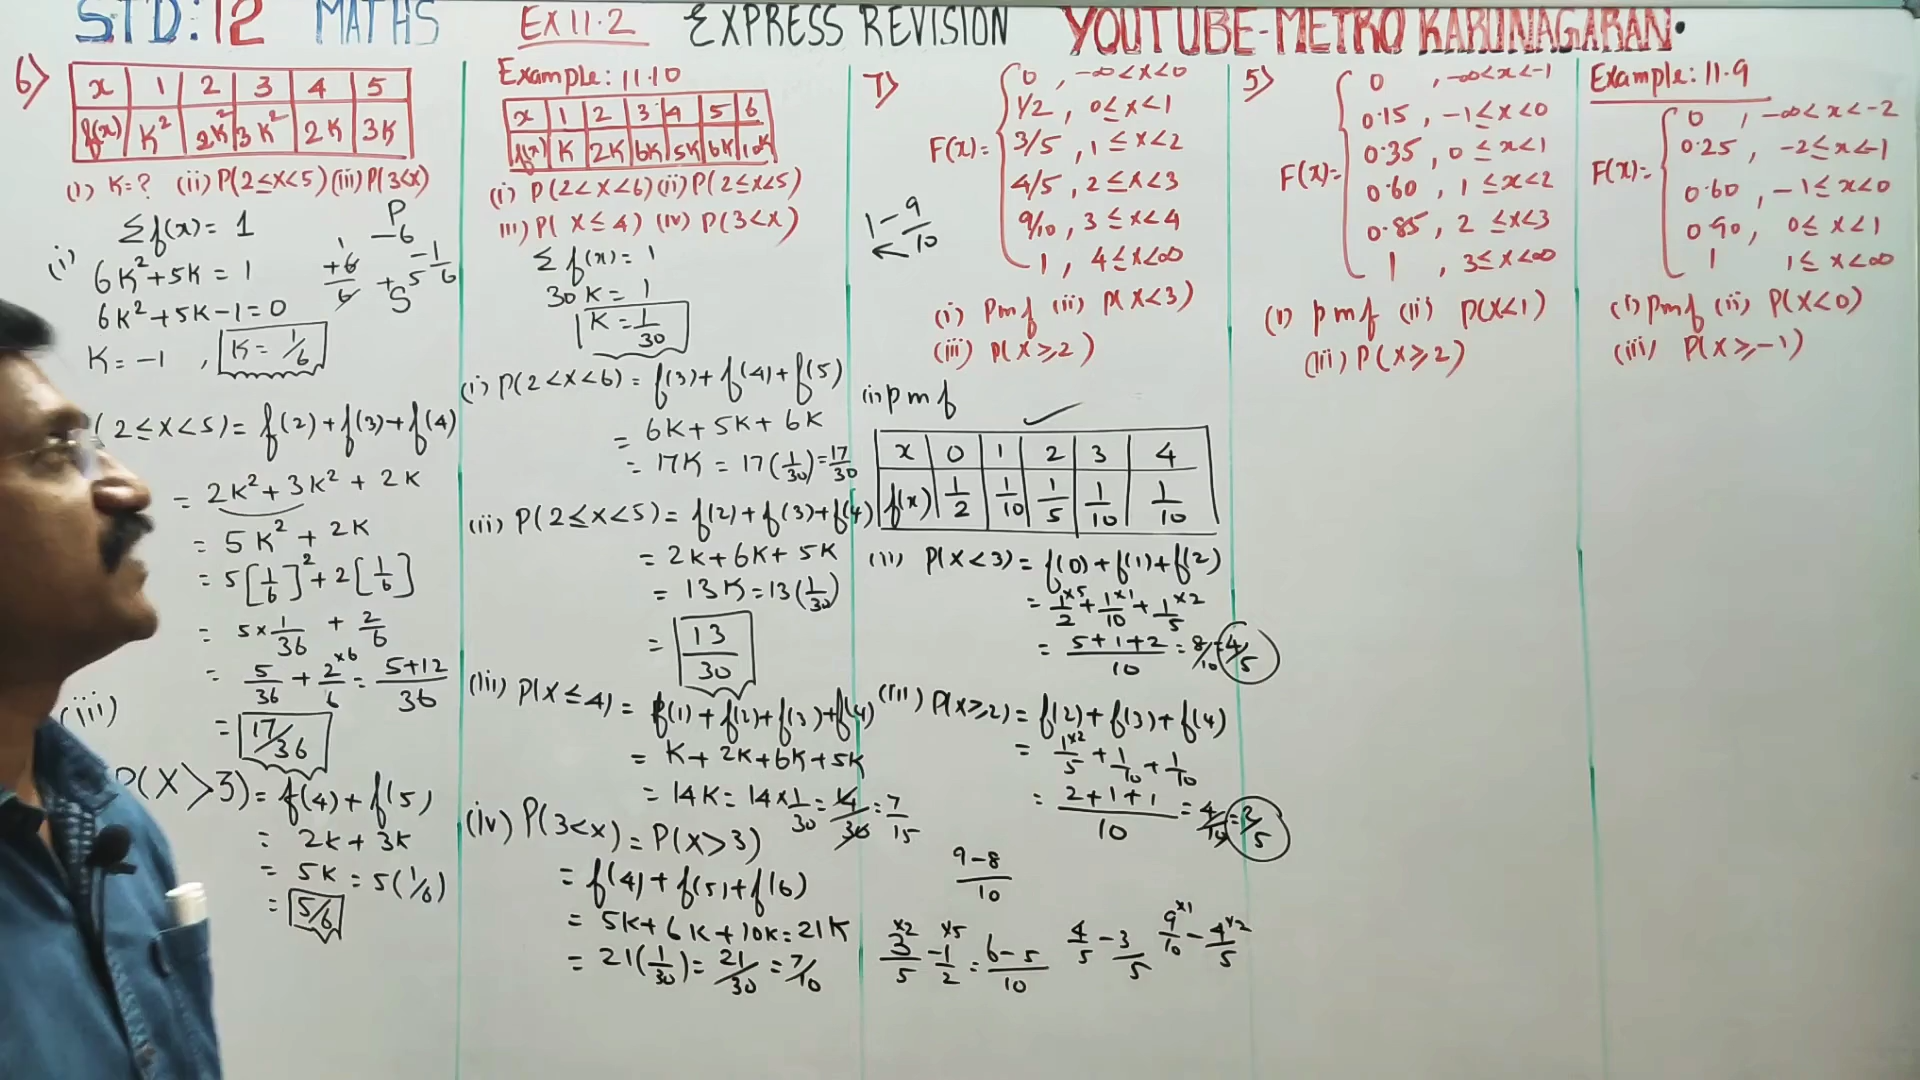 STD:12 MATHS EX 11.2 EXPRESS REVISION YOUTUBE-METRO KARUNAGARAN.
6)
x 1 2 3 4 5
f(x) K² 2K² 3K² 2K 3K
(i) K=? (ii) P(2≤x<5) (iii) P(3<x)
Σf(x) = 1
(i) 6K²+5K = 1
6K²+5K-1=0
K=-1, K=1/6
P
-6
1
+6/6 -1/6
+5
S
(2≤x<5) = f(2)+f(3)+f(4)
= 2K²+3K²+2K
= 5K²+2K
= 5[1/6]²+2[1/6]
= 5×1/36 + 2/6
= 5/36 + 2×6/6 = 5+12/36
= 17/36
(iii)
P(X>3) = f(4)+f(5)
= 2K+3K
= 5K = 5(1/6)
= 5/6
Example: 11.10
x 1 2 3 4 5 6
f(x) K 2K 6K 5K 6K 10K
(i) P(2<X<6) (ii) P(2≤x<5)
(iii) P(X≤4) (iv) P(3<x)
Σf(x)=1
30K=1
K=1/30
(i) P(2<X<6) = f(3)+f(4)+f(5)
= 6K+5K+6K
= 17K = 17(1/30)=17/30
(ii) P(2≤x<5) = f(2)+f(3)+f(4)
= 2K+6K+5K
= 13K=13(1/30)
= 13/30
(iii) P(X≤4) = f(1)+f(2)+f(3)+f(4)
= K+2K+6K+5K
= 14K=14×1/30=14/30=7/15
(iv) P(3<x) = P(X>3)
= f(4)+f(5)+f(6)
= 5K+6K+10K=21K
= 21(1/30)=21/30=7/10
7)
F(x)=
0, -∞<x<0
1/2, 0≤x<1
3/5, 1≤x<2
4/5, 2≤x<3
9/10, 3≤x<4
1, 4≤x<∞
1-9/10
←
(i) pmf (ii) P(X<3)
(iii) P(X≥2)
(i) pmf
x 0 1 2 3 4
f(x) 1/2 1/10 1/5 1/10 1/10
(ii) P(X<3) = f(0)+f(1)+f(2)
= 1×5/2+1×1/10+1×2/5
= 5+1+2/10 = 8/10=4/5
(iii) P(X≥2) = f(2)+f(3)+f(4)
= 1×2/5+1/10+1/10
= 2+1+1/10 = 4/10=2/5
9-8/10
3×2/5 - 1×5/2 = 6-5/10 4/5-3/5 9×1/10-4×2/5
5)
F(x)=
0, -∞<x<-1
0.15, -1≤x<0
0.35, 0≤x<1
0.60, 1≤x<2
0.85, 2≤x<3
1, 3≤x<∞
(i) pmf (ii) P(X<1)
(iii) P(X≥2)
Example: 11.9
F(x)=
0, -∞<x<-2
0.25, -2≤x<-1
0.60, -1≤x<0
0.90, 0≤x<1
1 1≤x<∞
(i) pmf (ii) P(X<0)
(iii) P(X≥-1)